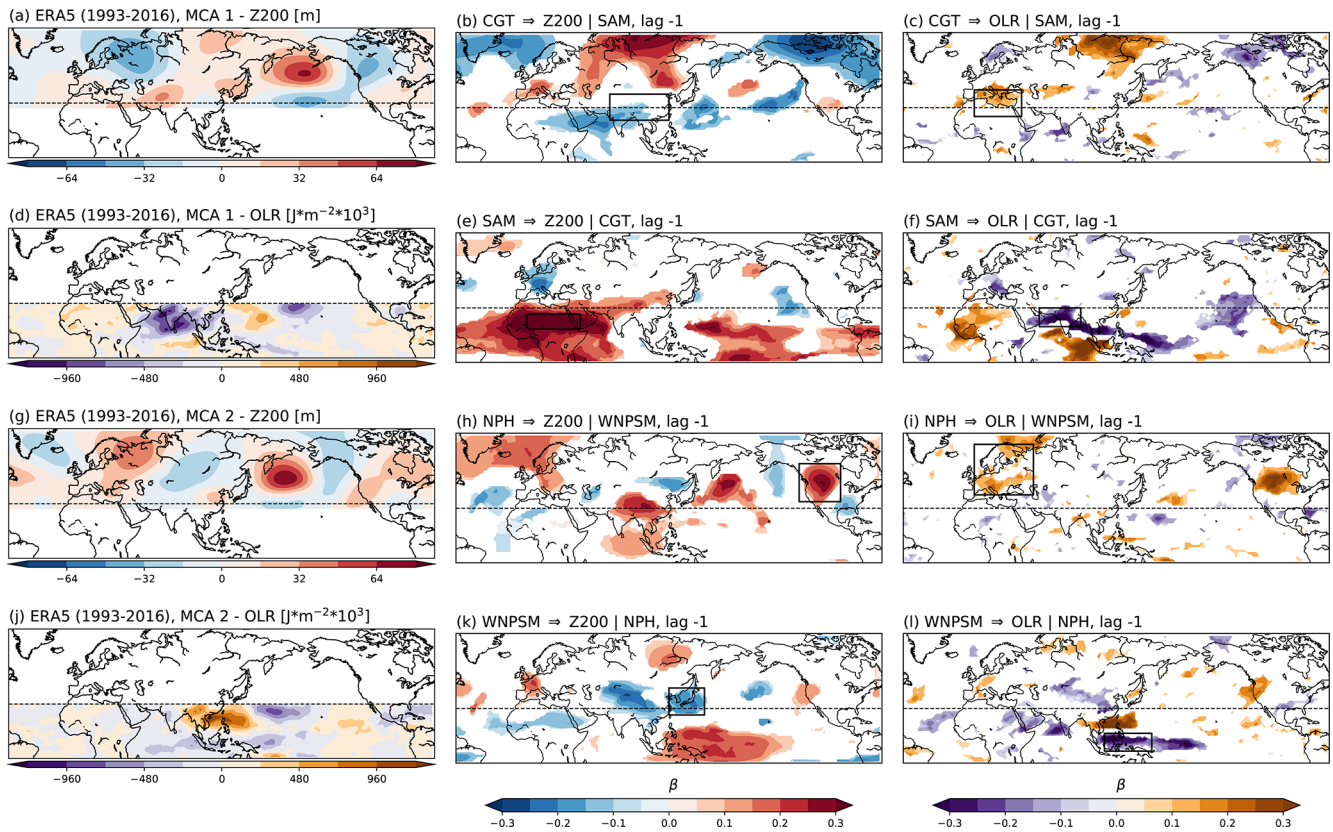 (a) ERA5 (1993-2016), MCA 1 - Z200 [m]
(b) CGT ⇒ Z200 | SAM, lag -1
(c) CGT ⇒ OLR | SAM, lag -1
−64 −32 0 32 64
(d) ERA5 (1993-2016), MCA 1 - OLR [J*m⁻²*10³]
(e) SAM ⇒ Z200 | CGT, lag -1
(f) SAM ⇒ OLR | CGT, lag -1
−960 −480 0 480 960
(g) ERA5 (1993-2016), MCA 2 - Z200 [m]
(h) NPH ⇒ Z200 | WNPSM, lag -1
(i) NPH ⇒ OLR | WNPSM, lag -1
−64 −32 0 32 64
(j) ERA5 (1993-2016), MCA 2 - OLR [J*m⁻²*10³]
(k) WNPSM ⇒ Z200 | NPH, lag -1
(l) WNPSM ⇒ OLR | NPH, lag -1
−960 −480 0 480 960
β
−0.3 −0.2 −0.1 0.0 0.1 0.2 0.3
β
−0.3 −0.2 −0.1 0.0 0.1 0.2 0.3